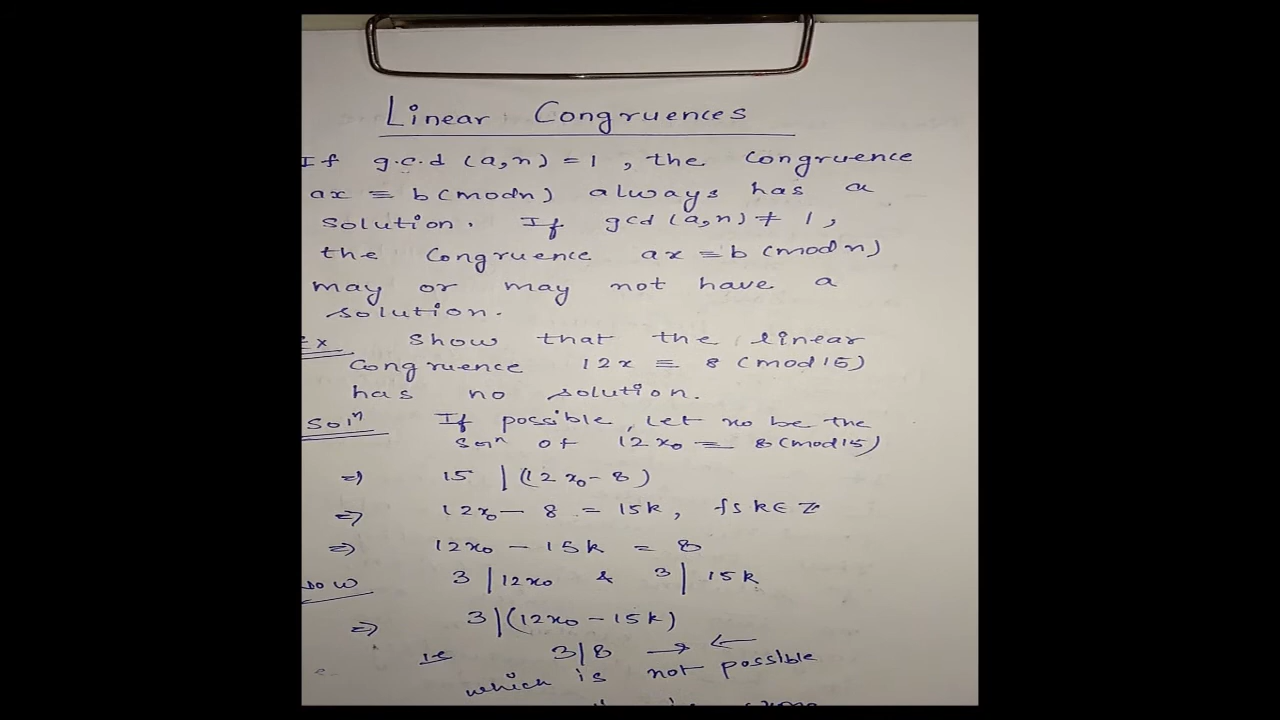 Linear Congruences
If g.c.d (a,n) = 1, the congruence
ax ≡ b (mod n) always has a
solution. If gcd (a,n) ≠ 1,
the congruence ax ≡ b (mod n)
may or may not have a
solution.
Ex Show that the linear
congruence 12x ≡ 8 (mod 15)
has no solution.
Solⁿ If possible, Let x₀ be the
solⁿ of 12x₀ ≡ 8 (mod 15)
⇒ 15 | (12x₀ - 8)
⇒ 12x₀ - 8 = 15k, fs k ∈ Z
⇒ 12x₀ - 15k = 8
Now 3 | 12x₀ & 3 | 15k
⇒ 3 | (12x₀ - 15k)
i.e 3 | 8 → ←
which is not possible